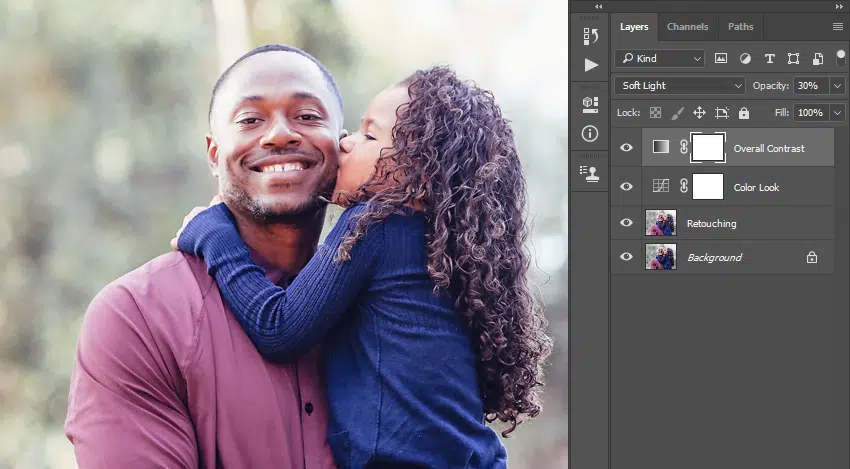 Layers Channels Paths
Kind
Soft Light Opacity: 30%
Lock: Fill: 100%
Overall Contrast
Color Look
Retouching
Background